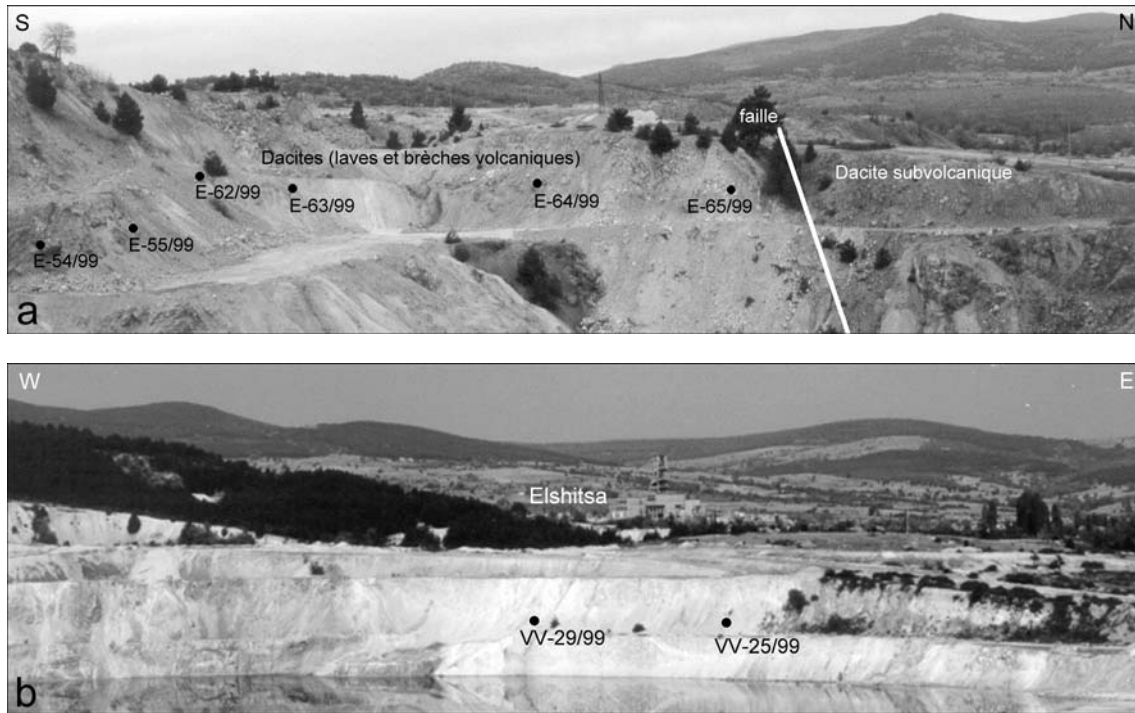 S
N
faille
Dacites (laves et brèches volcaniques)
Dacite subvolcanique
E-62/99
E-63/99
E-64/99
E-65/99
E-55/99
E-54/99
a
W
E
Elshitsa
VV-29/99
VV-25/99
b